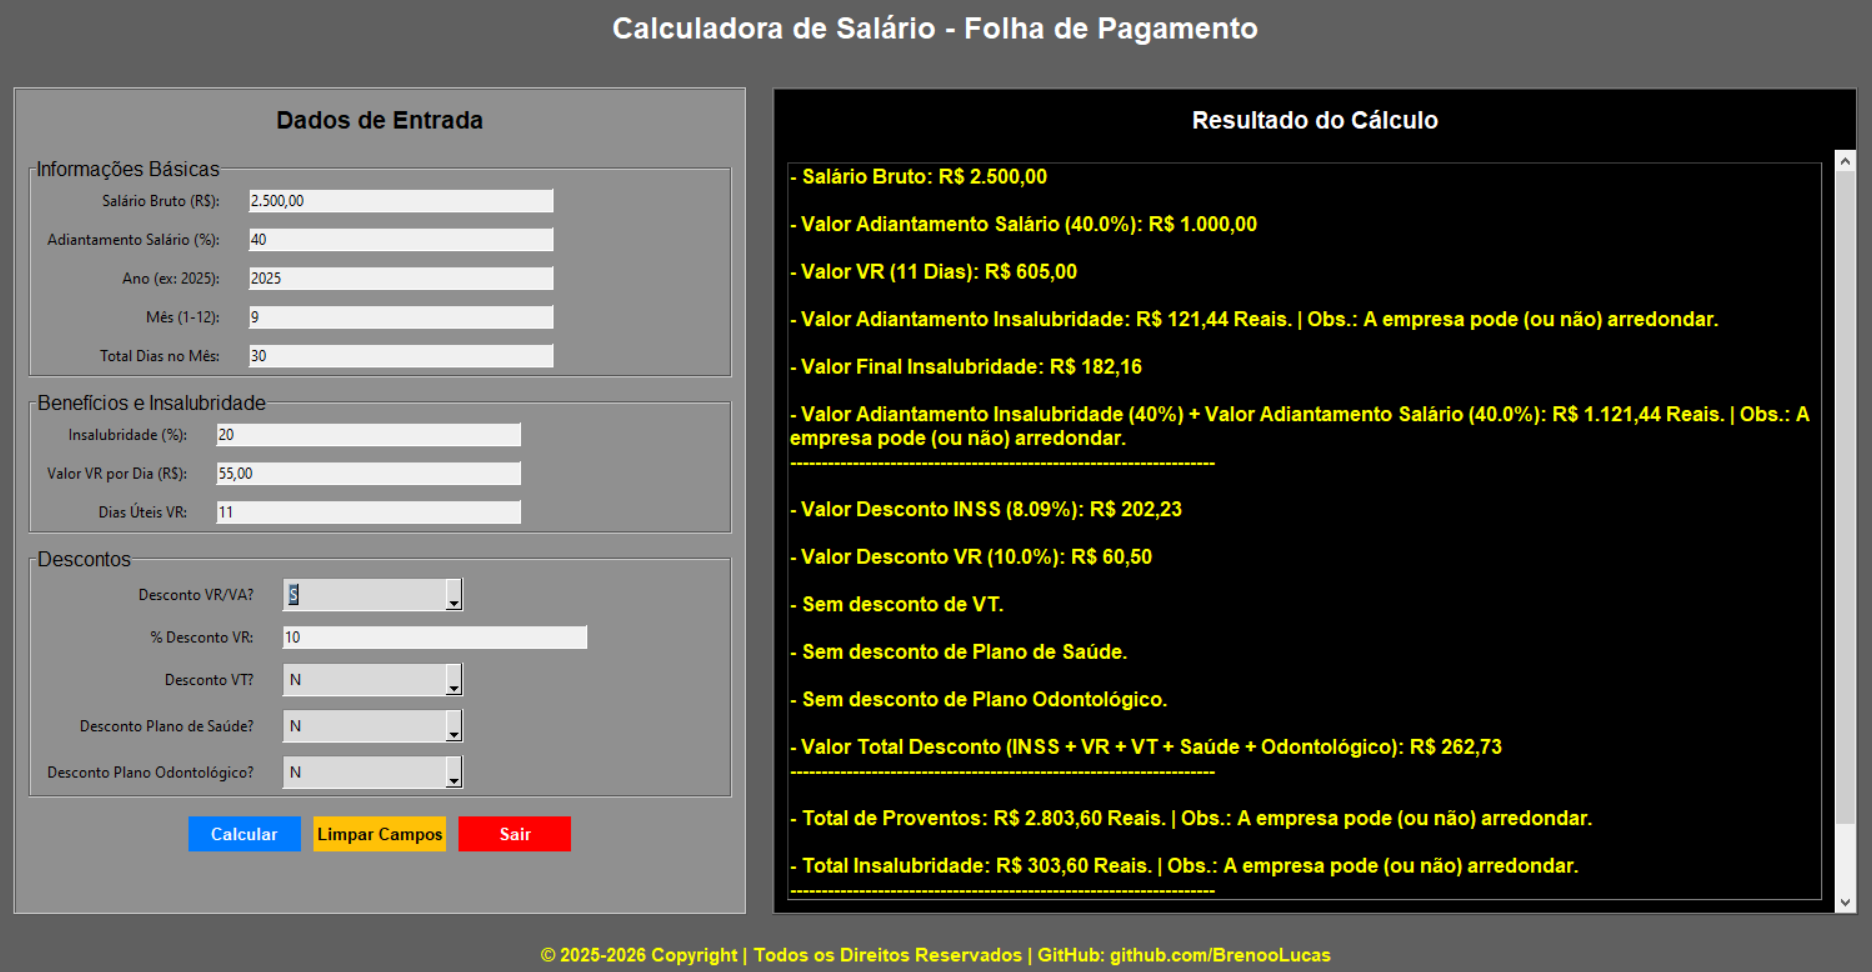 Calculadora de Salário - Folha de Pagamento
Dados de Entrada
Informações Básicas
Salário Bruto (R$): 2.500,00
Adiantamento Salário (%): 40
Ano (ex: 2025): 2025
Mês (1-12): 9
Total Dias no Mês: 30
Benefícios e Insalubridade
Insalubridade (%): 20
Valor VR por Dia (R$): 55,00
Dias Úteis VR: 11
Descontos
Desconto VR/VA? S
% Desconto VR: 10
Desconto VT? N
Desconto Plano de Saúde? N
Desconto Plano Odontológico? N
Calcular Limpar Campos Sair
Resultado do Cálculo
- Salário Bruto: R$ 2.500,00
- Valor Adiantamento Salário (40.0%): R$ 1.000,00
- Valor VR (11 Dias): R$ 605,00
- Valor Adiantamento Insalubridade: R$ 121,44 Reais. | Obs.: A empresa pode (ou não) arredondar.
- Valor Final Insalubridade: R$ 182,16
- Valor Adiantamento Insalubridade (40%) + Valor Adiantamento Salário (40.0%): R$ 1.121,44 Reais. | Obs.: A
empresa pode (ou não) arredondar.
--------------------------------------------------------------------
- Valor Desconto INSS (8.09%): R$ 202,23
- Valor Desconto VR (10.0%): R$ 60,50
- Sem desconto de VT.
- Sem desconto de Plano de Saúde.
- Sem desconto de Plano Odontológico.
- Valor Total Desconto (INSS + VR + VT + Saúde + Odontológico): R$ 262,73
--------------------------------------------------------------------
- Total de Proventos: R$ 2.803,60 Reais. | Obs.: A empresa pode (ou não) arredondar.
- Total Insalubridade: R$ 303,60 Reais. | Obs.: A empresa pode (ou não) arredondar.
--------------------------------------------------------------------
© 2025-2026 Copyright | Todos os Direitos Reservados | GitHub: github.com/BrenooLucas